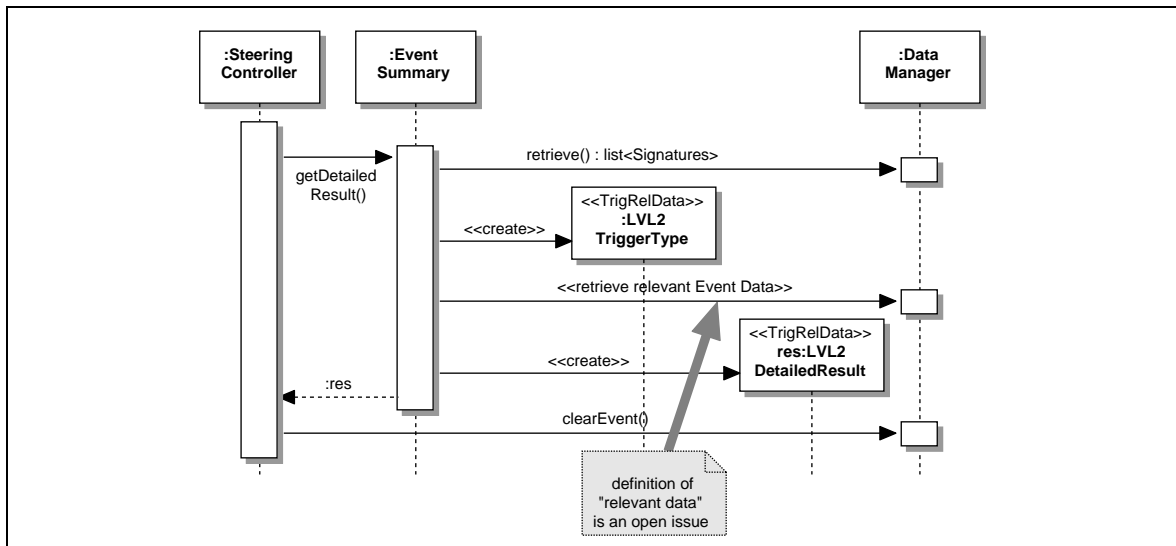 :Steering
Controller
:Event
Summary
:Data
Manager
retrieve() : list<Signatures>
getDetailed
Result()
<<TrigRelData>>
:LVL2
TriggerType
<<create>>
<<retrieve relevant Event Data>>
<<TrigRelData>>
res:LVL2
DetailedResult
<<create>>
:res
clearEvent()
definition of
"relevant data"
is an open issue